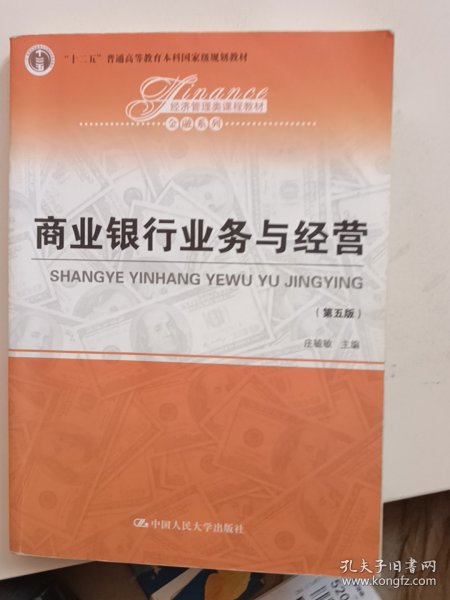 “十二五”普通高等教育本科国家级规划教材
Finance
经济管理类课程教材
金融系列
商业银行业务与经营
SHANGYE YINHANG YEWU YU JINGYING
（第五版）
庄毓敏 主编
中国人民大学出版社
孔夫子旧书网
www.kongfz.com